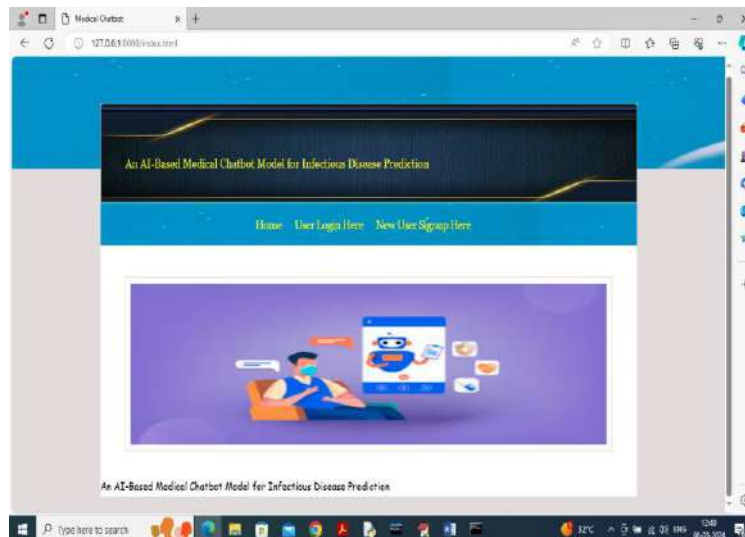 Medical Chatbot
127.0.0.1:8000/index.html
An AI-Based Medical Chatbot Model for Infectious Disease Prediction
Home User Login Here New User Signup Here
An AI-Based Medical Chatbot Model for Infectious Disease Prediction
Type here to search
32°C
ENG
12:48